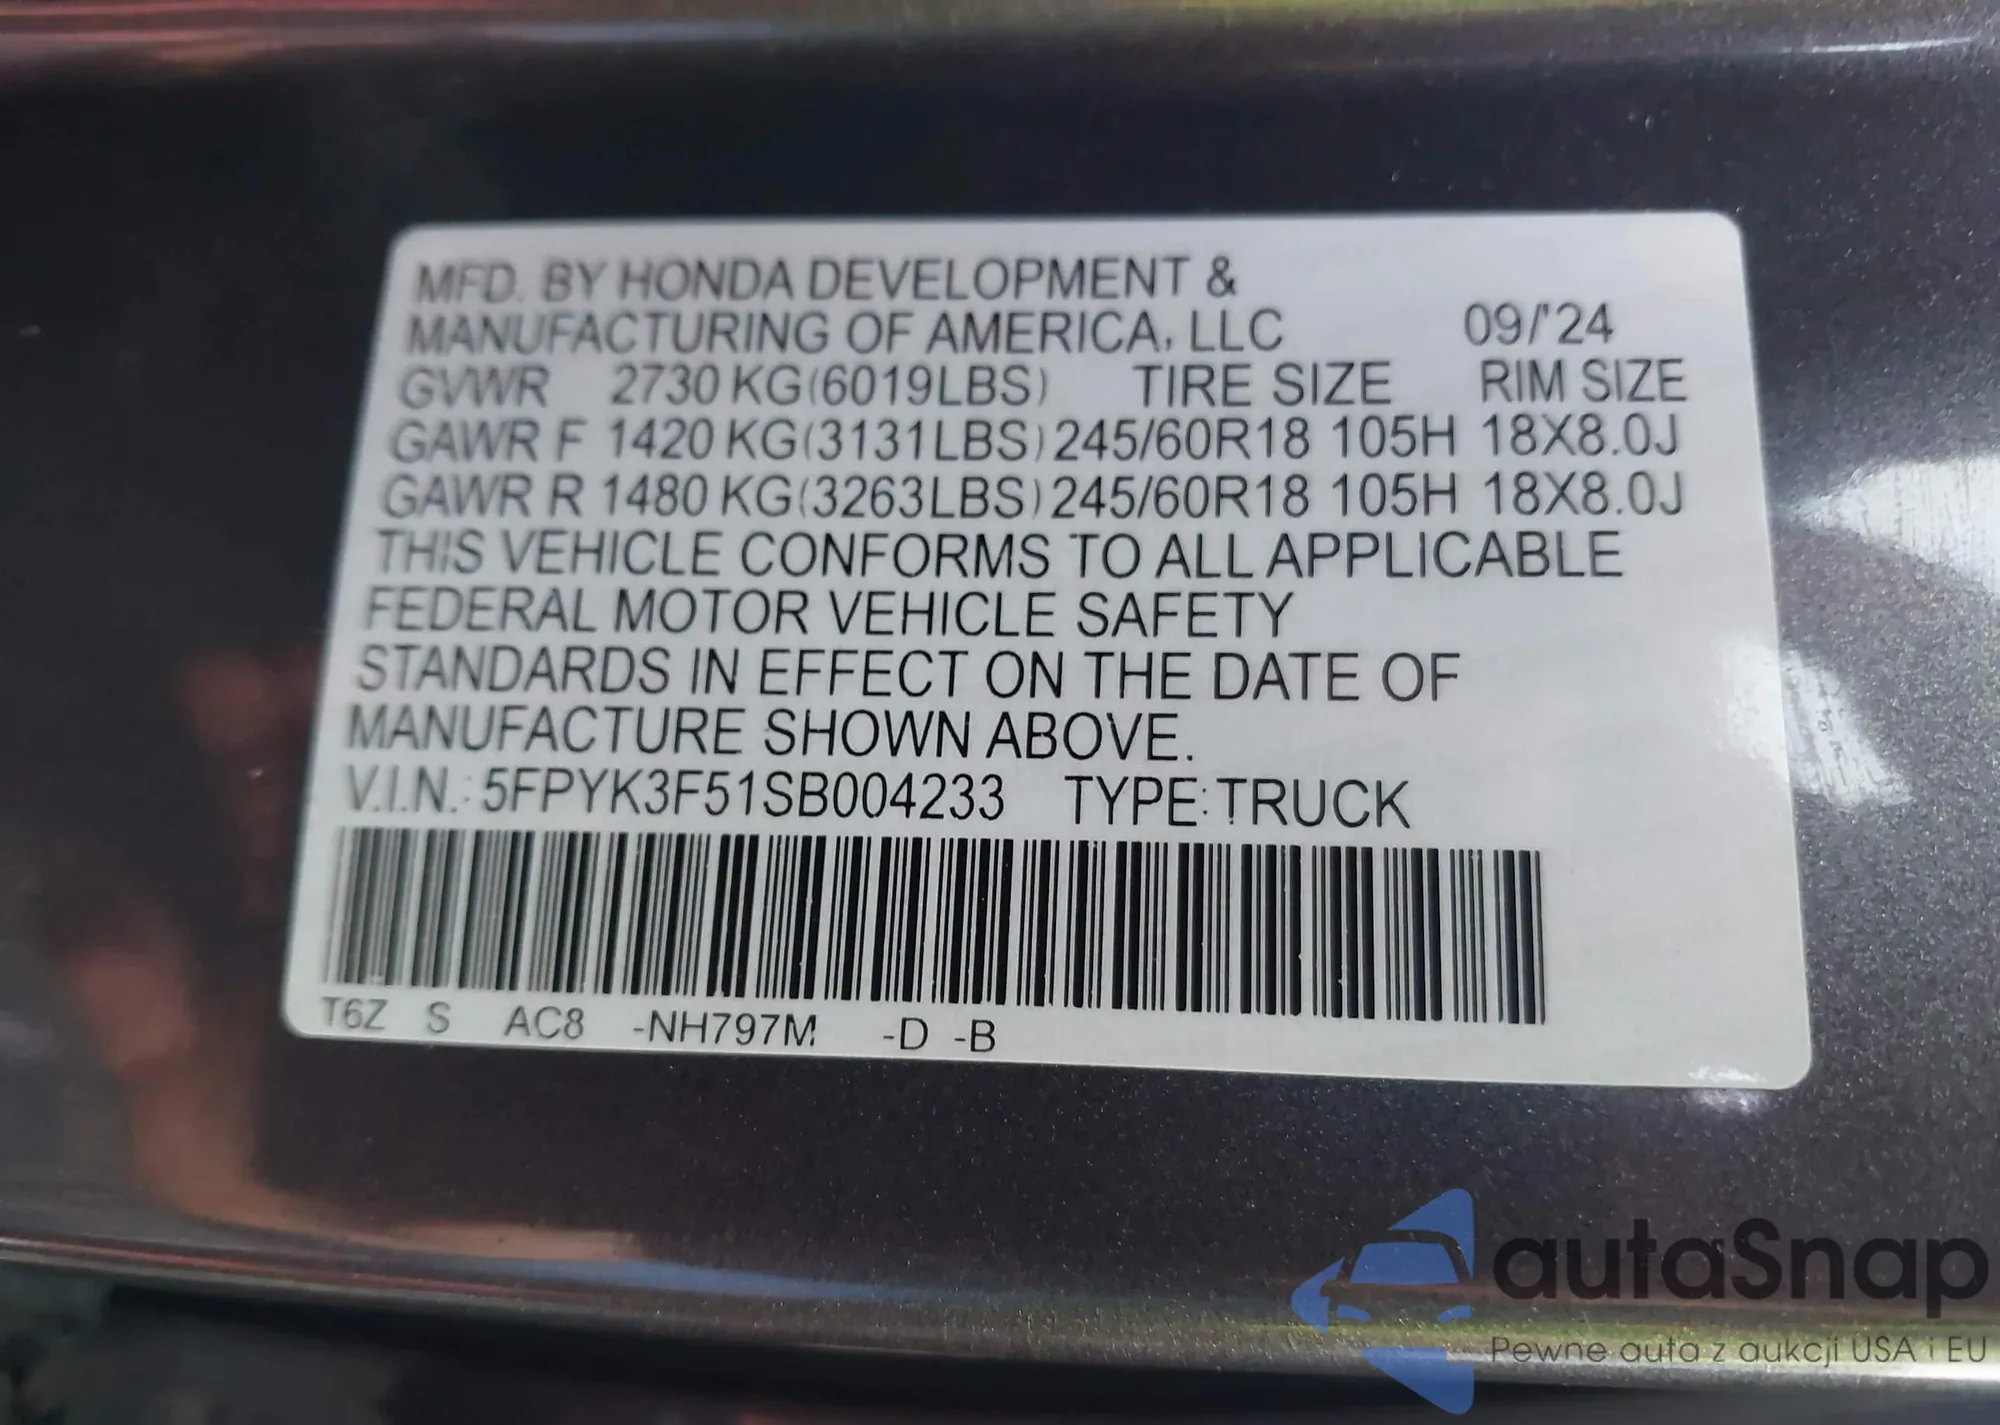 MFD. BY HONDA DEVELOPMENT &
MANUFACTURING OF AMERICA, LLC 09/'24
GVWR 2730 KG(6019LBS) TIRE SIZE RIM SIZE
GAWR F 1420 KG(3131LBS) 245/60R18 105H 18X8.0J
GAWR R 1480 KG(3263LBS) 245/60R18 105H 18X8.0J
THIS VEHICLE CONFORMS TO ALL APPLICABLE
FEDERAL MOTOR VEHICLE SAFETY
STANDARDS IN EFFECT ON THE DATE OF
MANUFACTURE SHOWN ABOVE.
V.I.N.: 5FPYK3F51SB004233 TYPE: TRUCK
T6Z S AC8 -NH797M -D -B
autaSnap
Pewne auta z aukcji USA i EU